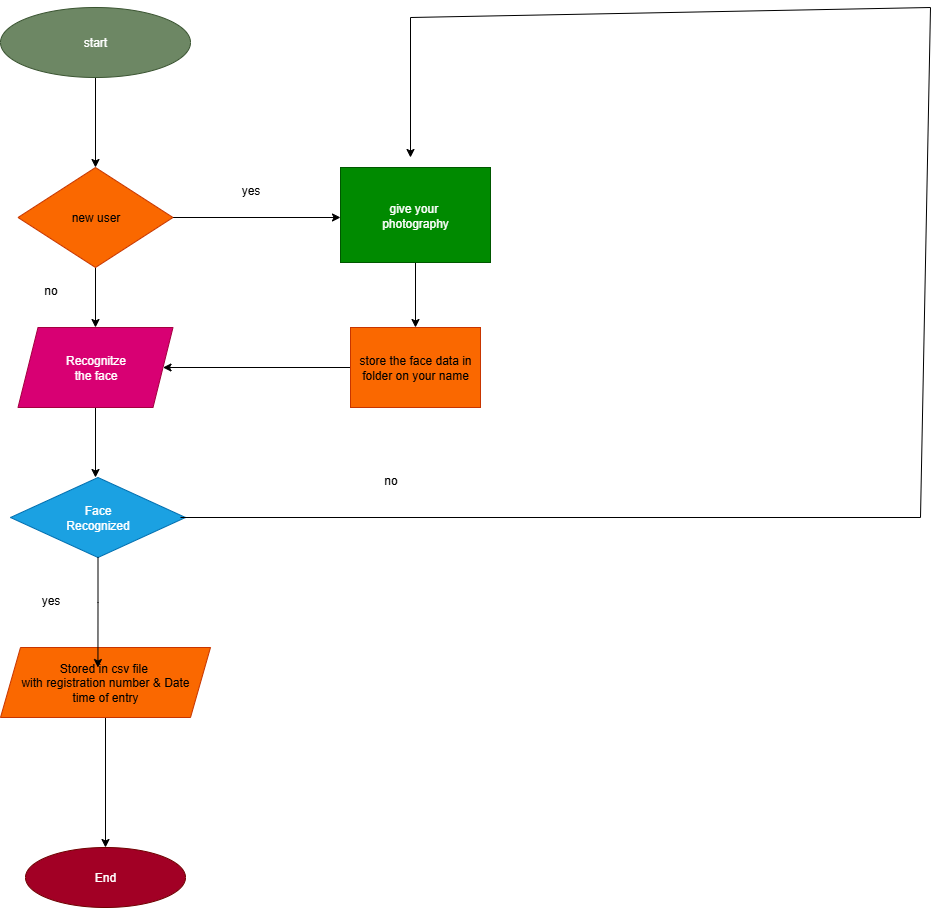 start
new user
yes
give your
photography
no
Recognitze
the face
store the face data in
folder on your name
no
Face
Recognized
yes
Stored in csv file
with registration number & Date
time of entry
End